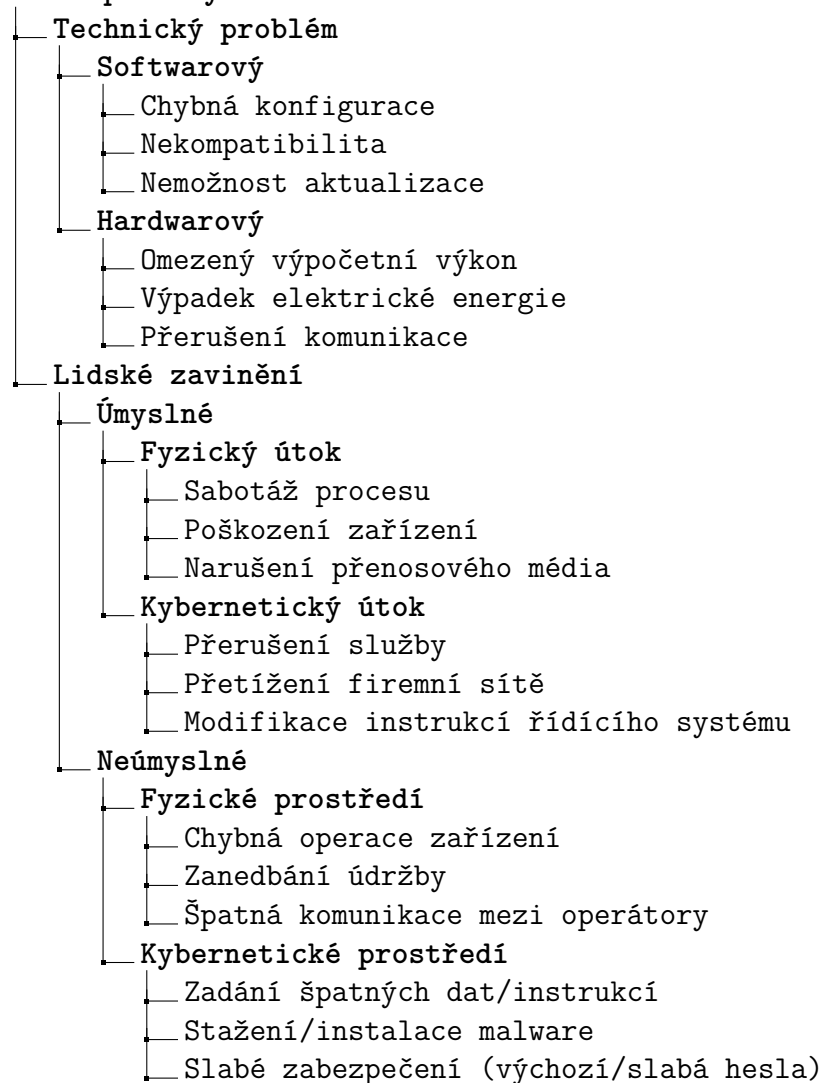 Technický problém
Softwarový
Chybná konfigurace
Nekompatibilita
Nemožnost aktualizace
Hardwarový
Omezený výpočetní výkon
Výpadek elektrické energie
Přerušení komunikace
Lidské zavinění
Úmyslné
Fyzický útok
Sabotáž procesu
Poškození zařízení
Narušení přenosového média
Kybernetický útok
Přerušení služby
Přetížení firemní sítě
Modifikace instrukcí řídícího systému
Neúmyslné
Fyzické prostředí
Chybná operace zařízení
Zanedbání údržby
Špatná komunikace mezi operátory
Kybernetické prostředí
Zadání špatných dat/instrukcí
Stažení/instalace malware
Slabé zabezpečení (výchozí/slabá hesla)